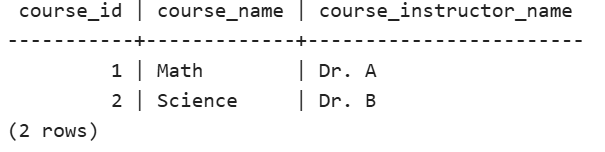 course_id | course_name | course_instructor_name
-----------+-------------+------------------------
         1 | Math        | Dr. A
         2 | Science     | Dr. B
(2 rows)